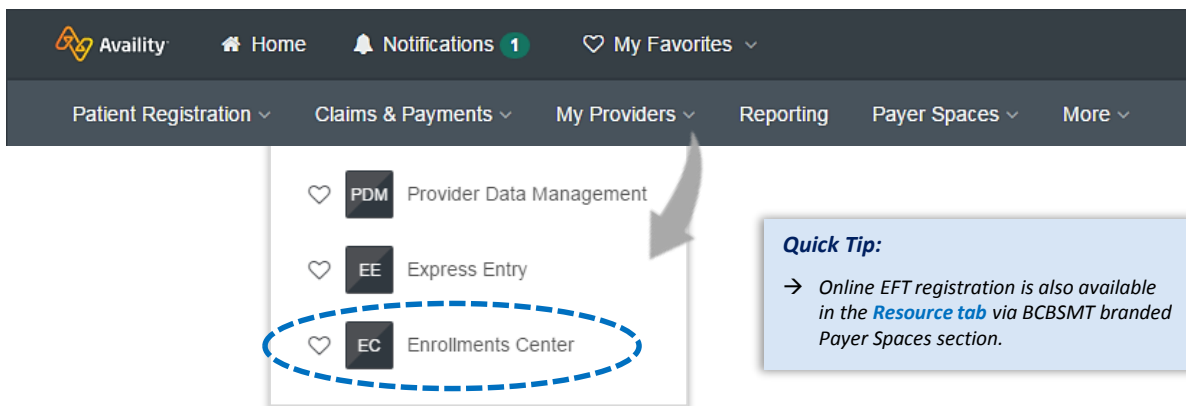 Availity Home Notifications 1 My Favorites
Patient Registration Claims & Payments My Providers Reporting Payer Spaces More
PDM Provider Data Management
EE Express Entry
EC Enrollments Center
Quick Tip:
→ Online EFT registration is also available
in the Resource tab via BCBSMT branded
Payer Spaces section.